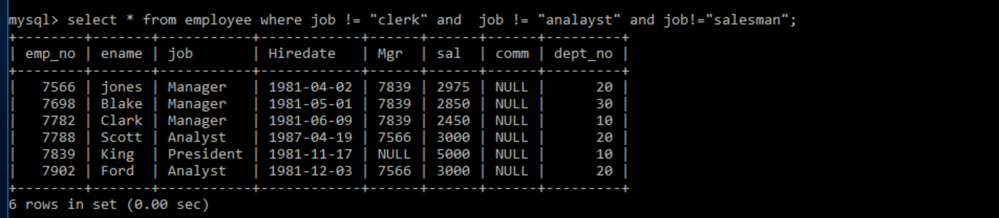 mysql> select * from employee where job != "clerk" and  job != "analayst" and job!="salesman";
+--------+-------+-----------+------------+------+------+------+---------+
| emp_no | ename | job       | Hiredate   | Mgr  | sal  | comm | dept_no |
+--------+-------+-----------+------------+------+------+------+---------+
|   7566 | jones | Manager   | 1981-04-02 | 7839 | 2975 | NULL |      20 |
|   7698 | Blake | Manager   | 1981-05-01 | 7839 | 2850 | NULL |      30 |
|   7782 | Clark | Manager   | 1981-06-09 | 7839 | 2450 | NULL |      10 |
|   7788 | Scott | Analyst   | 1987-04-19 | 7566 | 3000 | NULL |      20 |
|   7839 | King  | President | 1981-11-17 | NULL | 5000 | NULL |      10 |
|   7902 | Ford  | Analyst   | 1981-12-03 | 7566 | 3000 | NULL |      20 |
+--------+-------+-----------+------------+------+------+------+---------+
6 rows in set (0.00 sec)